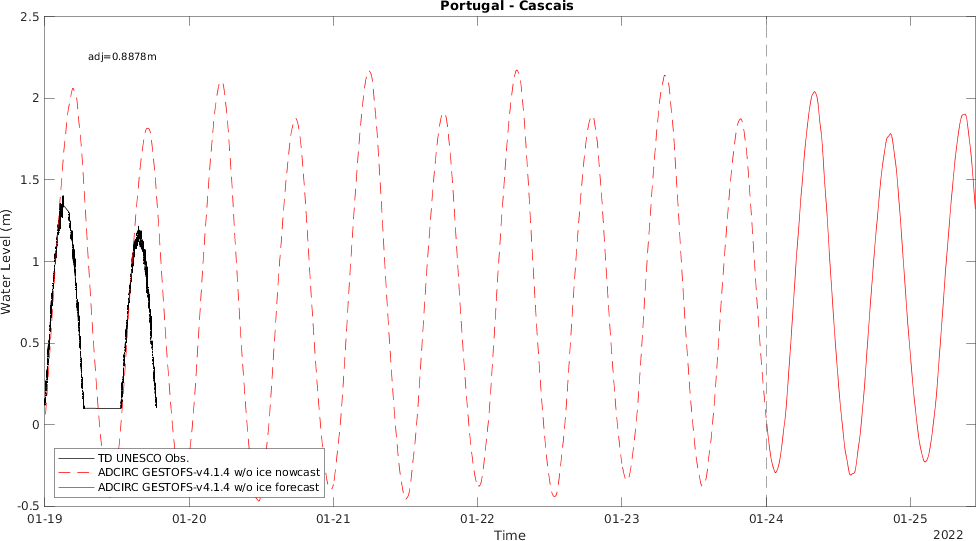 Portugal - Cascais
adj=0.8878m
Water Level (m)
2.5
2
1.5
1
0.5
0
-0.5
TD UNESCO Obs.
ADCIRC GESTOFS-v4.1.4 w/o ice nowcast
ADCIRC GESTOFS-v4.1.4 w/o ice forecast
01-19 01-20 01-21 01-22 01-23 01-24 01-25
Time
2022